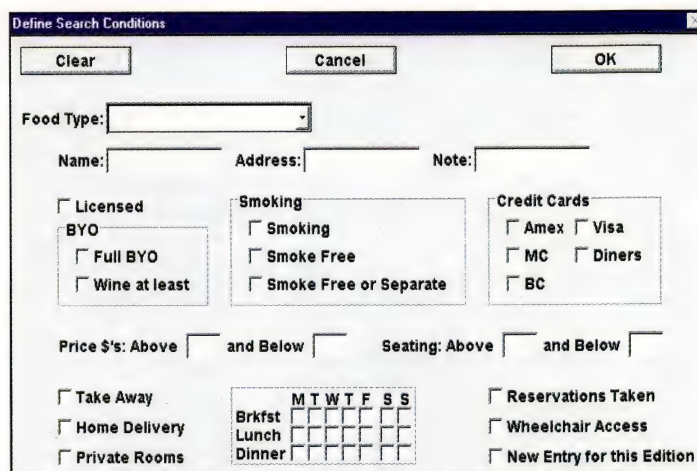 Define Search Conditions
Clear Cancel OK
Food Type:
Name: Address: Note:
Licensed
BYO
Full BYO
Wine at least
Smoking
Smoking
Smoke Free
Smoke Free or Separate
Credit Cards
Amex Visa
MC Diners
BC
Price $'s: Above and Below Seating: Above and Below
Take Away
Home Delivery
Private Rooms
M T W T F S S
Brkfst
Lunch
Dinner
Reservations Taken
Wheelchair Access
New Entry for this Edition